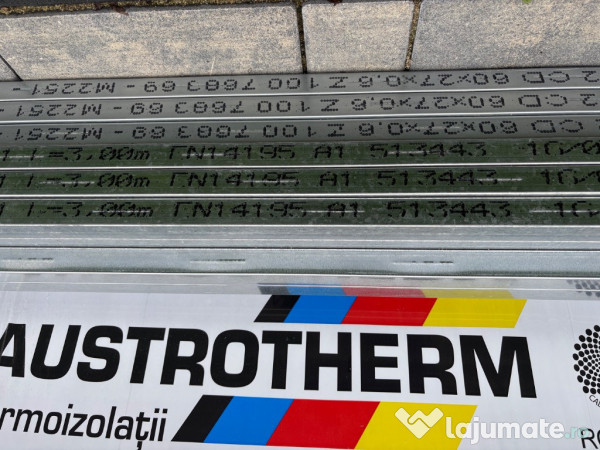 2 CD 60x27x0.6 Z 100 7683 69 - M2251 -
2 CD 60x27x0.6 Z 100 7683 69 - M2251 -
2 CD 60x27x0.6 Z 100 7683 69 - M2251
L=3,00m EN14195 A1 513443
L=3,00m EN14195 A1 513443
L=3,00m EN14195 A1 513443
AUSTROTHERM
ermoizolații
lajumate.ro